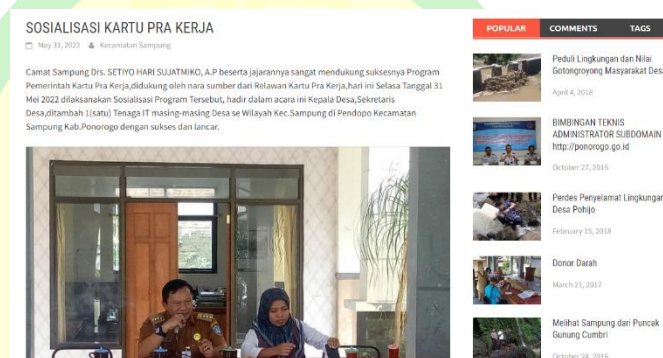 SOSIALISASI KARTU PRA KERJA
May 31, 2022 Kecamatan Sampung
Camat Sampung Drs. SETIYO HARI SUJATMIKO, A.P beserta jajarannya sangat mendukung suksesnya Program
Pemerintah Kartu Pra Kerja,didukung oleh nara sumber dari Relawan Kartu Pra Kerja,hari ini Selasa Tanggal 31
Mei 2022 dilaksanakan Sosialisasi Program Tersebut, hadir dalam acara ini Kepala Desa,Sekretaris
Desa,ditambah 1(satu) Tenaga IT masing-masing Desa se Wilayah Kec.Sampung di Pendopo Kecamatan
Sampung Kab.Ponorogo dengan sukses dan lancar.
POPULAR COMMENTS TAGS
Peduli Lingkungan dan Nilai
Gotongroyong Masyarakat Desa
April 4, 2018
BIMBINGAN TEKNIS
ADMINISTRATOR SUBDOMAIN
http://ponorogo.go.id
October 27, 2015
Perdes Penyelamat Lingkungan
Desa Pohijo
February 15, 2018
Donor Darah
March 21, 2017
Melihat Sampung dari Puncak
Gunung Cumbri
October 24, 2016